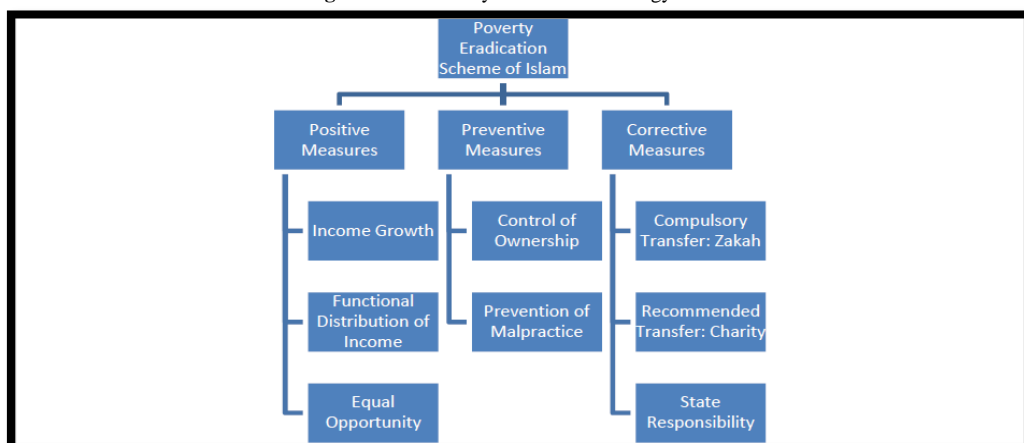 Poverty
Eradication
Scheme of Islam
Positive
Measures
Preventive
Measures
Corrective
Measures
Income Growth
Functional
Distribution of
Income
Equal
Opportunity
Control of
Ownership
Prevention of
Malpractice
Compulsory
Transfer: Zakah
Recommended
Transfer: Charity
State
Responsibility